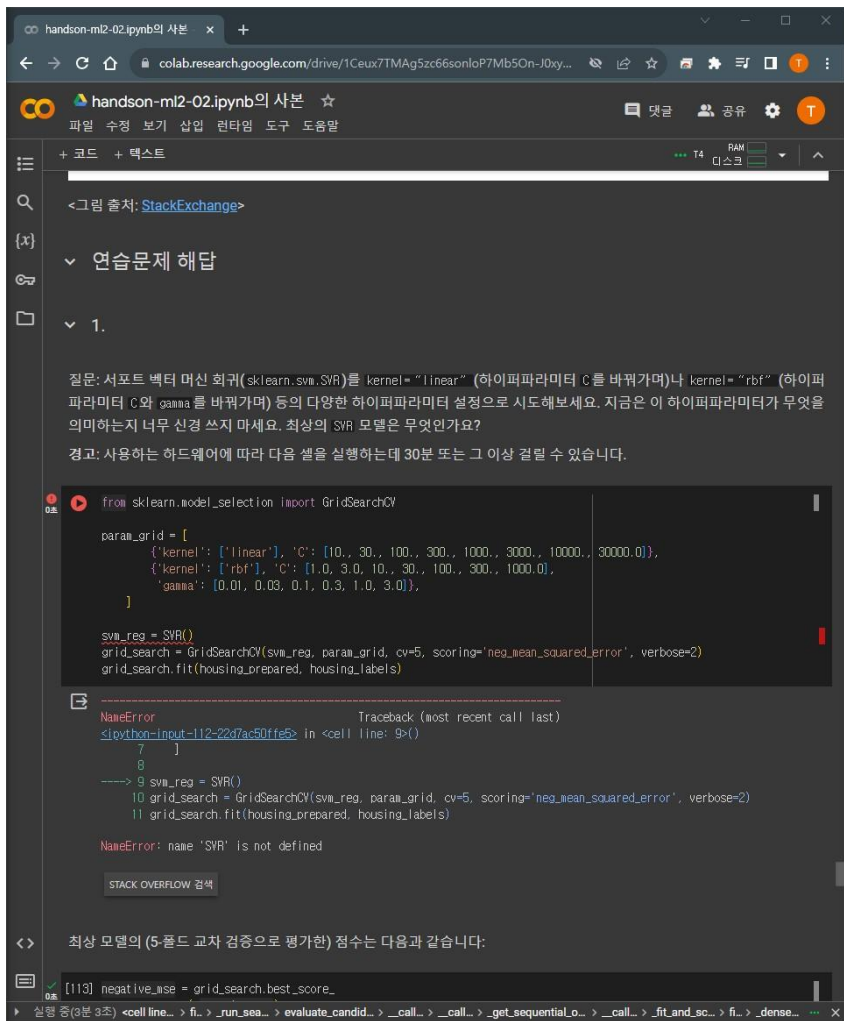 handson-ml2-02.ipynb의 사본
colab.research.google.com/drive/1Ceux7TMAg5zc66sonloP7Mb5On-J0xy...
handson-ml2-02.ipynb의 사본
T
파일 수정 보기 삽입 런타임 도구 도움말
댓글 공유
T
+ 코드 + 텍스트
T4 RAM 디스크
<그림 출처: StackExchange>
{x}
연습문제 해답
1.
질문: 서포트 벡터 머신 회귀(sklearn.svm.SVR)를 kernel="linear" (하이퍼파라미터 C를 바꿔가며)나 kernel="rbf" (하이퍼
파라미터 C와 gamma를 바꿔가며) 등의 다양한 하이퍼파라미터 설정으로 시도해보세요. 지금은 이 하이퍼파라미터가 무엇을
의미하는지 너무 신경 쓰지 마세요. 최상의 SVR 모델은 무엇인가요?
경고: 사용하는 하드웨어에 따라 다음 셀을 실행하는데 30분 또는 그 이상 걸릴 수 있습니다.
0초
from sklearn.model_selection import GridSearchCV
param_grid = [
{'kernel': ['linear'], 'C': [10., 30., 100., 300., 1000., 3000., 10000., 30000.0]},
{'kernel': ['rbf'], 'C': [1.0, 3.0, 10., 30., 100., 300., 1000.0],
'gamma': [0.01, 0.03, 0.1, 0.3, 1.0, 3.0]},
]
svm_reg = SVR()
grid_search = GridSearchCV(svm_reg, param_grid, cv=5, scoring='neg_mean_squared_error', verbose=2)
grid_search.fit(housing_prepared, housing_labels)
---------------------------------------------------------------------------
NameError Traceback (most recent call last)
<ipython-input-112-22d7ac50ffe5> in <cell line: 9>()
7 ]
8
----> 9 svm_reg = SVR()
10 grid_search = GridSearchCV(svm_reg, param_grid, cv=5, scoring='neg_mean_squared_error', verbose=2)
11 grid_search.fit(housing_prepared, housing_labels)
NameError: name 'SVR' is not defined
STACK OVERFLOW 검색
최상 모델의 (5-폴드 교차 검증으로 평가한) 점수는 다음과 같습니다:
0초
[113] negative_mse = grid_search.best_score_
실행 중(3분 3초) <cell line... > fi... > _run_sea... > evaluate_candid... > __call... > __call... > _get_sequential_o... > __call... > _fit_and_sc... > fi... > _dense...